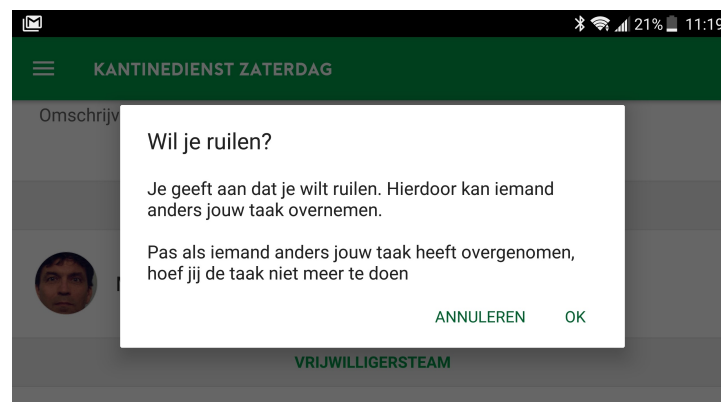 21% 11:19
KANTINEDIENST ZATERDAG
Omschrijv
Wil je ruilen?
Je geeft aan dat je wilt ruilen. Hierdoor kan iemand
anders jouw taak overnemen.
Pas als iemand anders jouw taak heeft overgenomen,
hoef jij de taak niet meer te doen
ANNULEREN OK
VRIJWILLIGERSTEAM